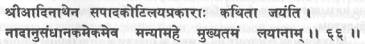 श्रीआदिनाथेन सपादकोटिलयप्रकाराः कथिता जयंति ।
नादानुसंधानकमेकमेव मन्यामहे मुख्यतमं लयानाम् ।। ६६ ।।